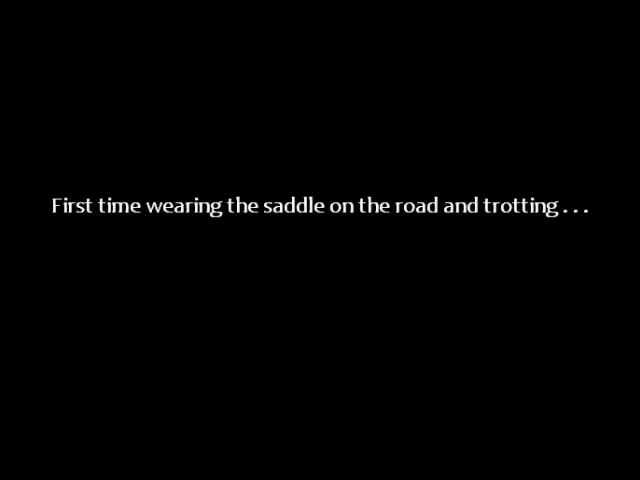 First time wearing the saddle on the road and trotting . . .